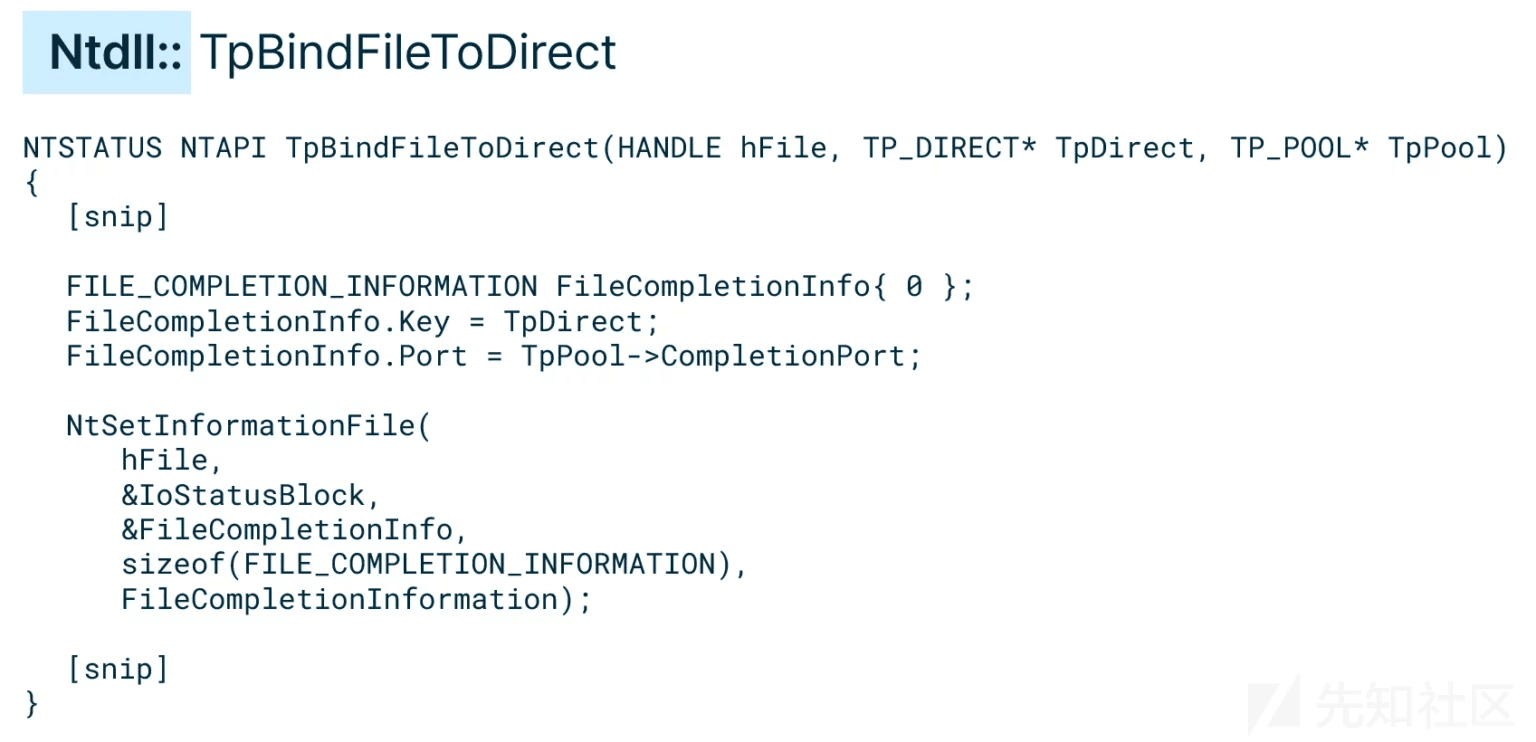 Ntdll:: TpBindFileToDirect
NTSTATUS NTAPI TpBindFileToDirect(HANDLE hFile, TP_DIRECT* TpDirect, TP_POOL* TpPool)
{
[snip]
FILE_COMPLETION_INFORMATION FileCompletionInfo{ 0 };
FileCompletionInfo.Key = TpDirect;
FileCompletionInfo.Port = TpPool->CompletionPort;
NtSetInformationFile(
hFile,
&IoStatusBlock,
&FileCompletionInfo,
sizeof(FILE_COMPLETION_INFORMATION),
FileCompletionInformation);
[snip]
}
先知社区